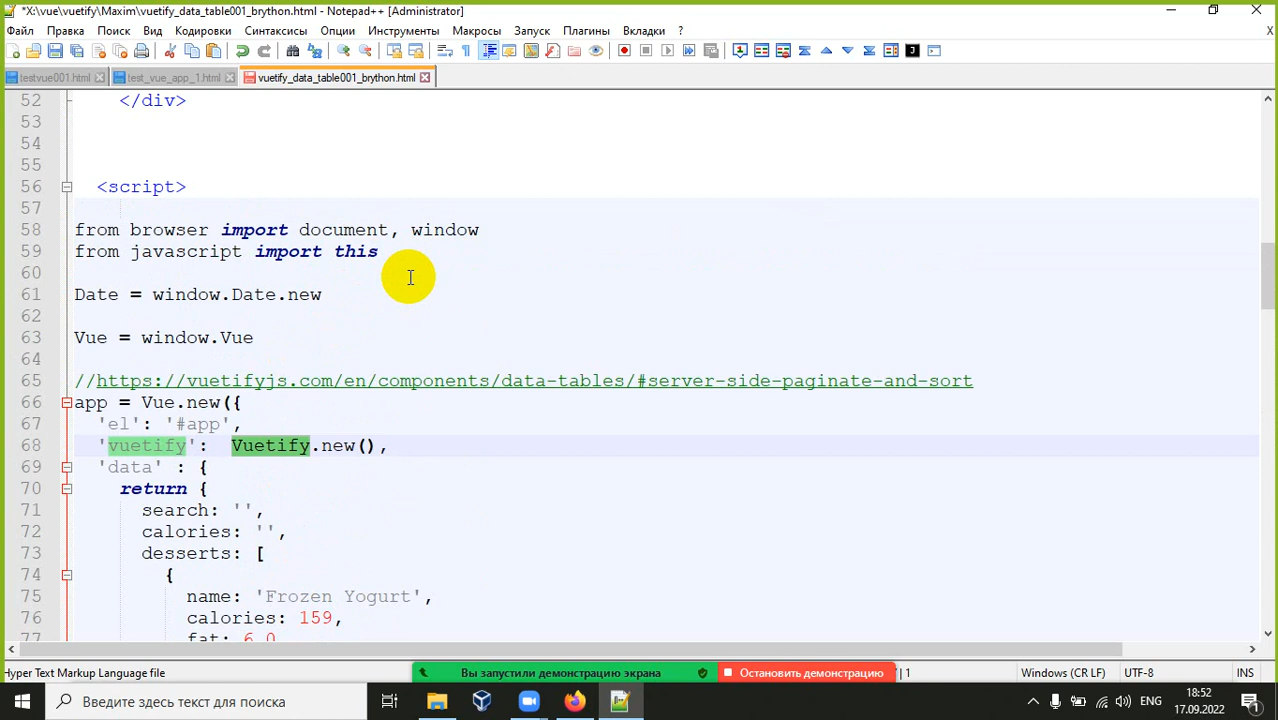 *X:\vue\vuetify\Maxim\vuetify_data_table001_brython.html - Notepad++ [Administrator]
Файл Правка Поиск Вид Кодировки Синтаксисы Опции Инструменты Макросы Запуск Плагины Вкладки ? X
testvue001.html test_vue_app_1.html vuetify_data_table001_brython.html
52 </div>
53
54
55
56 <script>
57
58 from browser import document, window
59 from javascript import this
60
61 Date = window.Date.new
62
63 Vue = window.Vue
64
65 //https://vuetifyjs.com/en/components/data-tables/#server-side-paginate-and-sort
66 app = Vue.new({
67 'el': '#app',
68 'vuetify': Vuetify.new(),
69 'data' : {
70 return {
71 search: '',
72 calories: '',
73 desserts: [
74 {
75 name: 'Frozen Yogurt',
76 calories: 159,
77 fat: 6.0
Hyper Text Markup Language file Вы запустили демонстрацию экрана Остановить демонстрацию | 1 Windows (CR LF) UTF-8 INS
Введите здесь текст для поиска ENG 18:52
17.09.2022